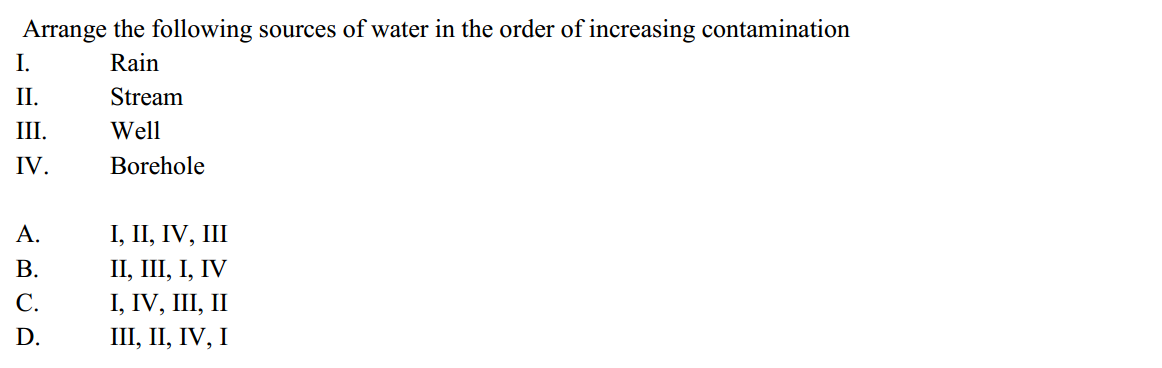 Arrange the following sources of water in the order of increasing contamination
I. Rain
II. Stream
III. Well
IV. Borehole
A. I, II, IV, III
B. II, III, I, IV
C. I, IV, III, II
D. III, II, IV, I